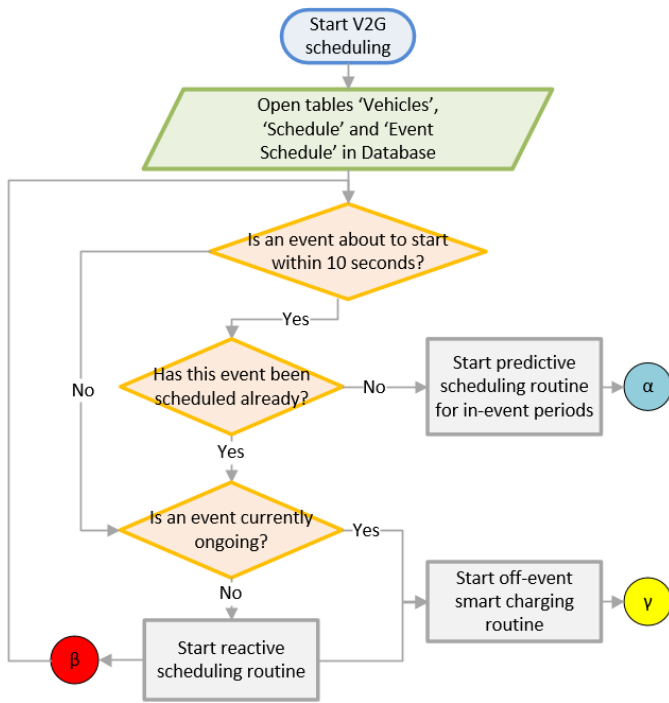 Start V2G
scheduling
Open tables ‘Vehicles’,
‘Schedule’ and ‘Event
Schedule’ in Database
Is an event about to start
within 10 seconds?
Yes
No
Has this event been
scheduled already?
No
Start predictive
scheduling routine
for in-event periods
α
Yes
Is an event currently
ongoing?
Yes
No
Start off-event
smart charging
routine
γ
Start reactive
scheduling routine
β